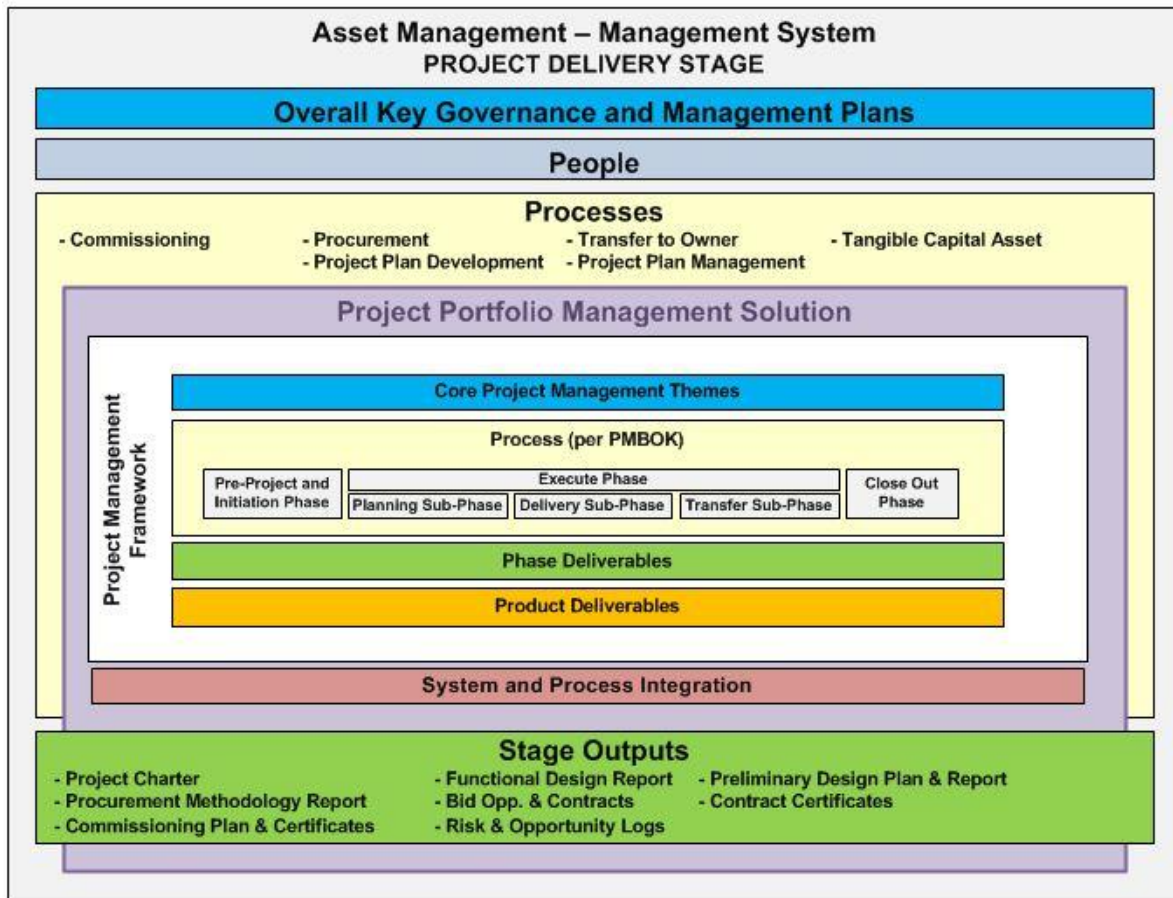 Asset Management – Management System
PROJECT DELIVERY STAGE
Overall Key Governance and Management Plans
People
Processes
- Commissioning
- Procurement
- Transfer to Owner
- Tangible Capital Asset
- Project Plan Development
- Project Plan Management
Project Portfolio Management Solution
Project Management
Framework
Core Project Management Themes
Process (per PMBOK)
Pre-Project and
Initiation Phase
Execute Phase
Planning Sub-Phase
Delivery Sub-Phase
Transfer Sub-Phase
Close Out
Phase
Phase Deliverables
Product Deliverables
System and Process Integration
Stage Outputs
- Project Charter
- Functional Design Report
- Preliminary Design Plan & Report
- Procurement Methodology Report
- Bid Opp. & Contracts
- Contract Certificates
- Commissioning Plan & Certificates
- Risk & Opportunity Logs